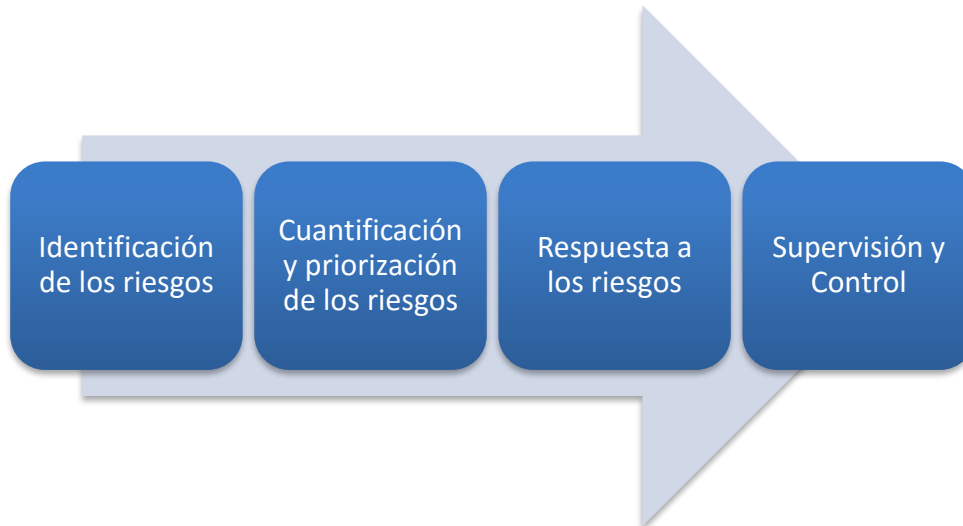 Identificación
de los riesgos
Cuantificación
y priorización
de los riesgos
Respuesta a
los riesgos
Supervisión y
Control